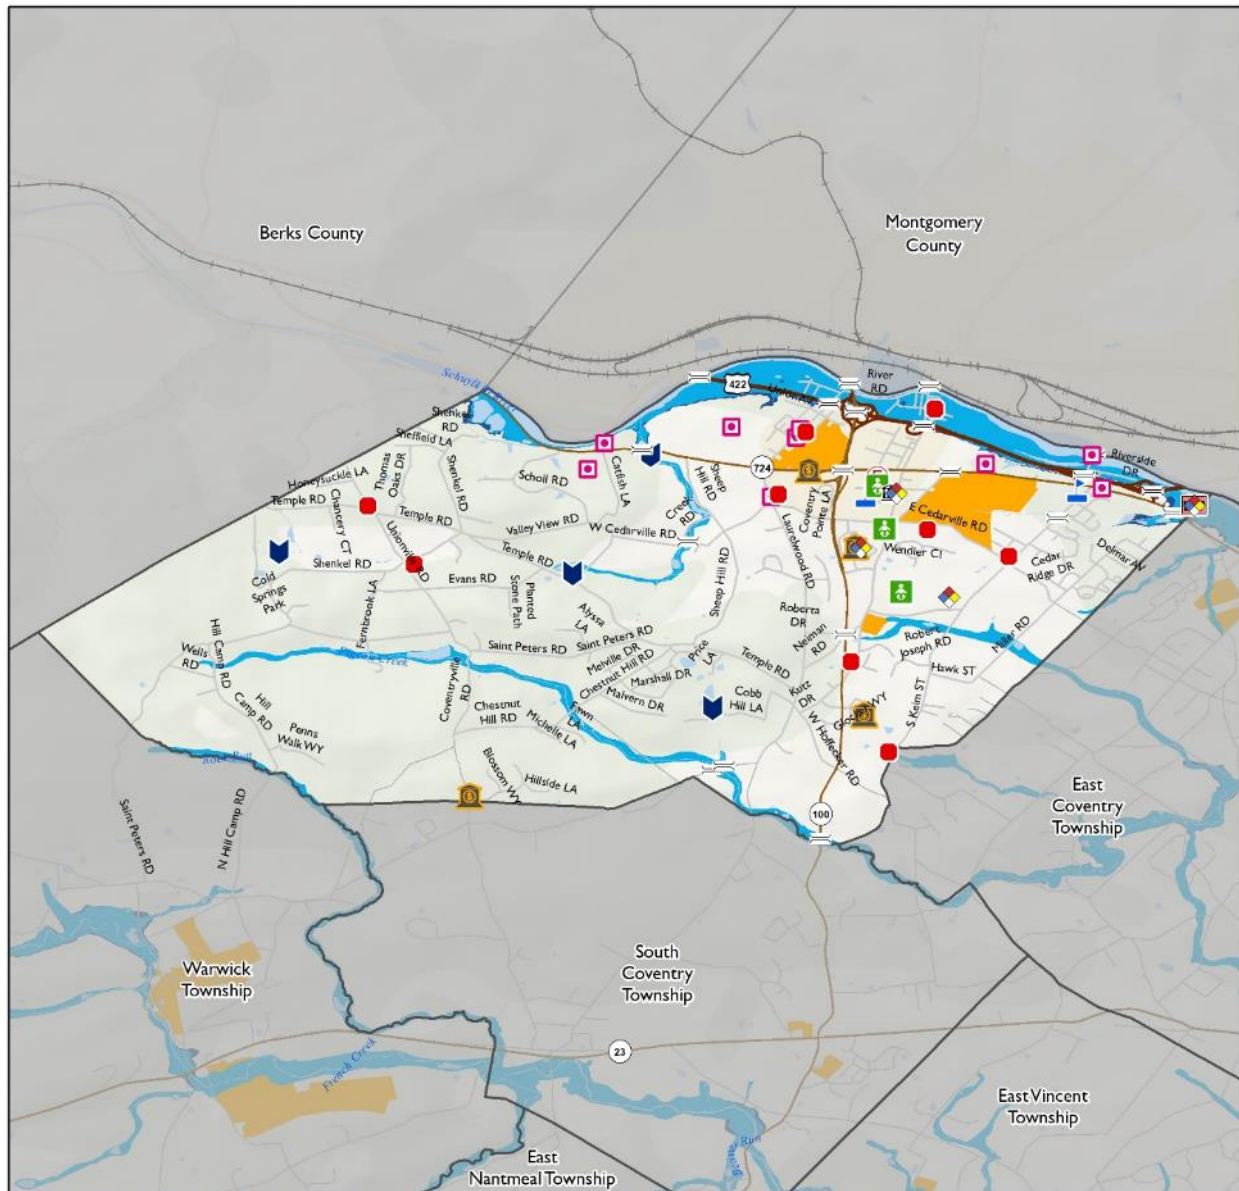 Berks County
Montgomery
County
River
RD
422
Union AV
Shenkel
RD
Sheffield LA
Thomas
Oaks DR
Honeysuckle LA
Temple RD
Chancery CT
Shenkel RD
Temple RD
Unionville RD
Scholl RD
Catfish LA
Sheep
Hill RD
724
Riverside
DR
Creek
RD
Coventry
Pointe LA
Laurelwood RD
E Cedarville RD
Valley View RD
W Cedarville RD
Wendler CI
Cedar
Ridge DR
Delmar AV
Temple RD
Shenkel RD
Cold
Springs
Park
Evans RD
Planted
Stone Path
Alyssa
LA
Sheep Hill RD
Fernbrook LA
Roberta
DR
Neiman
RD
Robert
Joseph RD
Miller RD
Hawk ST
Saint Peters RD
Saint Peters RD
Melville DR
Chestnut Hill RD
Marshall DR
Malvern DR
Price
LA
Temple RD
Cobb
Hill LA
Kutz
DR
Hill Camp RD
Wells
RD
Pigeon Creek
Hill
Camp RD
Penns
Walk WY
Coventryville
RD
Chestnut
Hill RD
Michelle LA
Fawn
LA
W Hoffecker RD
S Keim ST
Rock Run
Blossom WY
Hillside LA
100
East
Coventry
Township
Saint Peters RD
N Hill Camp RD
Warwick
Township
South
Coventry
Township
23
French Creek
East Vincent
Township
East
Nantmeal Township